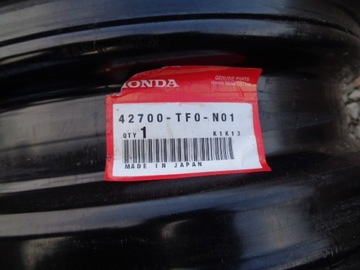 GENUINE PARTS
HONDA
42700-TF0-N01
QTY 1 K1K13
MADE IN JAPAN